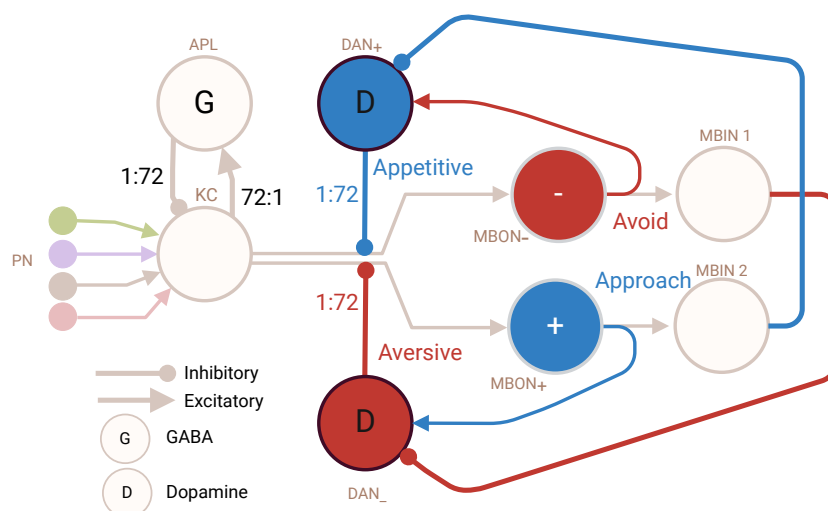 APL
DAN+
G
D
MBIN 1
1:72
KC
72:1
Appetitive
1:72
-
MBON-
Avoid
PN
Approach
MBIN 2
1:72
+
Aversive
MBON+
Inhibitory
Excitatory
D
G
GABA
D
Dopamine
DAN_